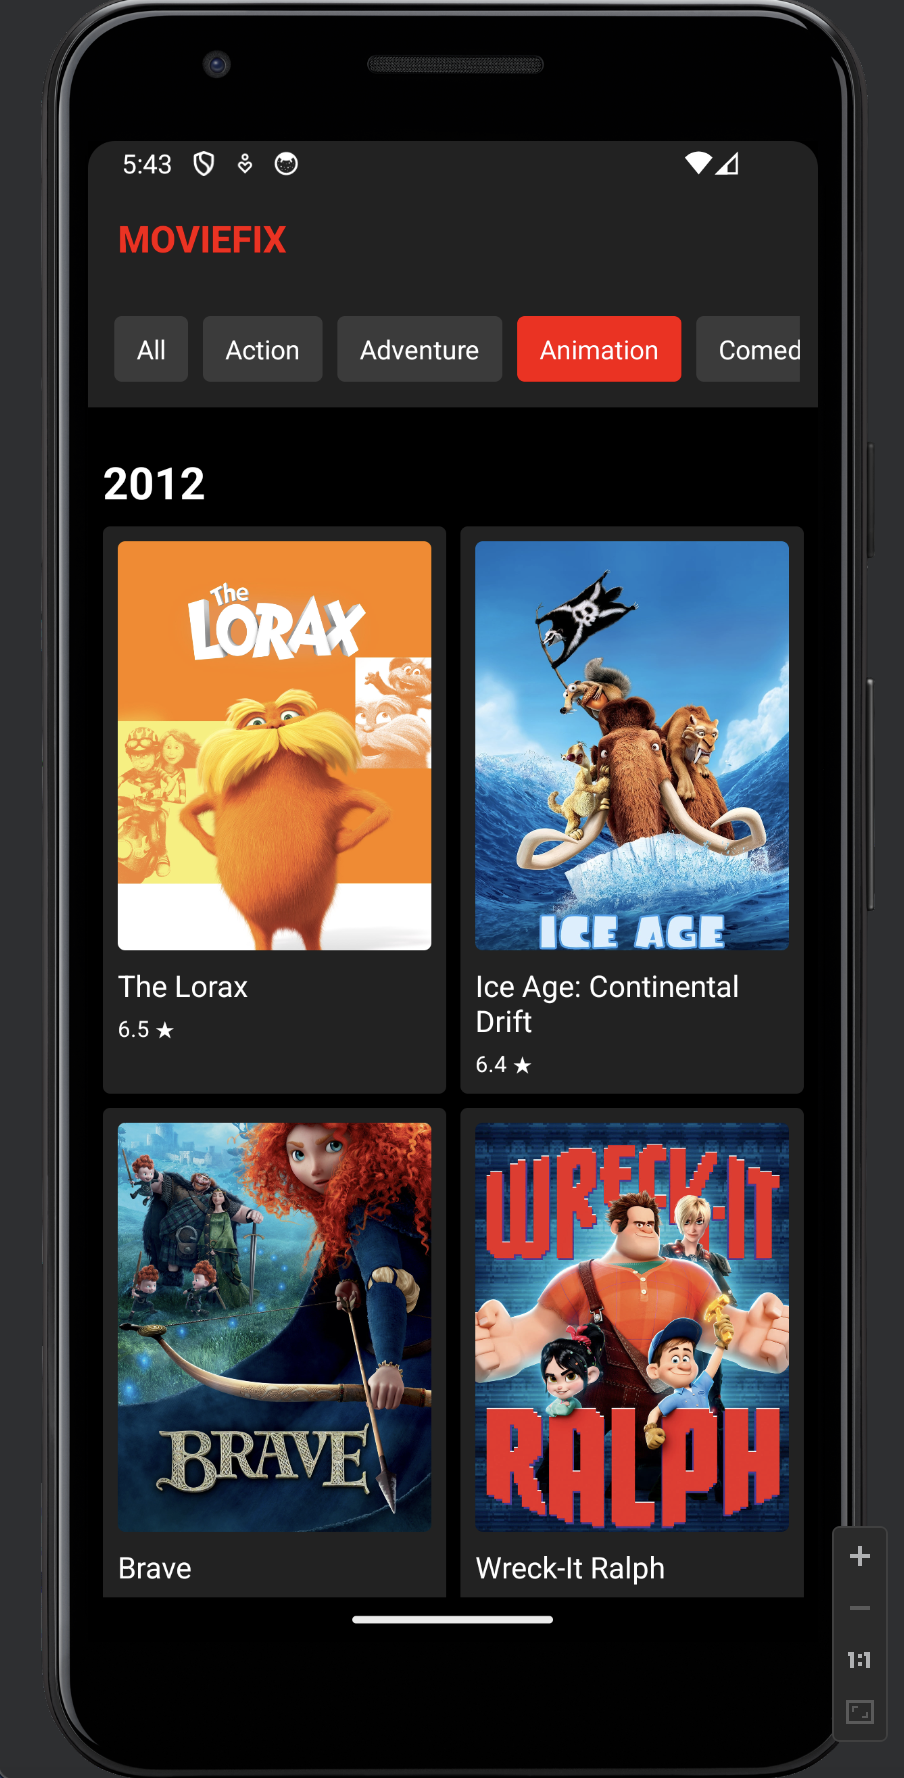 5:43
MOVIEFIX
All
Action
Adventure
Animation
Comed
2012
The
LORAX
ICE AGE
The Lorax
6.5 ★
Ice Age: Continental
Drift
6.4 ★
BRAVE
WRECK-IT
RALPH
Brave
Wreck-It Ralph
1:1